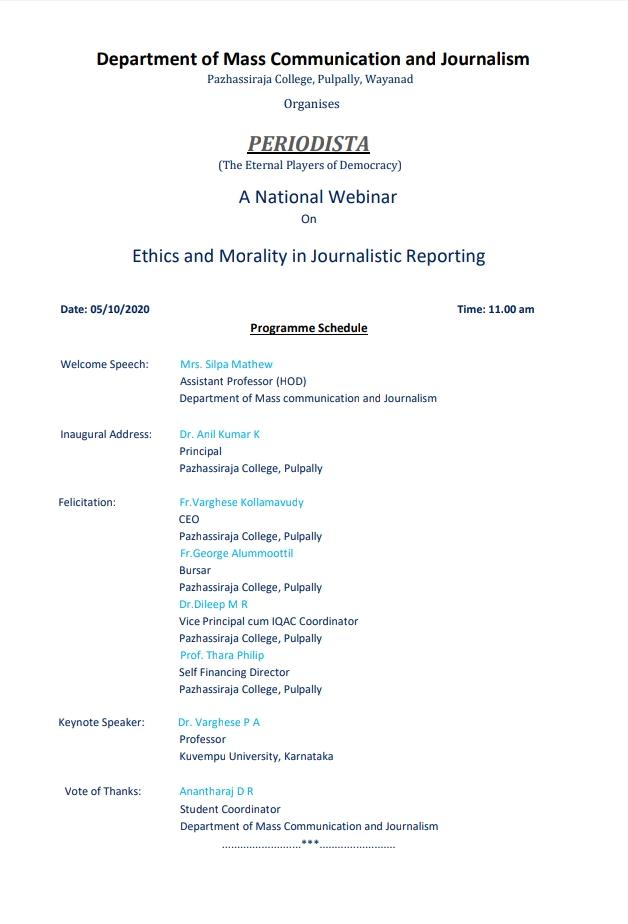 Department of Mass Communication and Journalism
Pazhassiraja College, Pulpally, Wayanad
Organises
PERIODISTA
(The Eternal Players of Democracy)
A National Webinar
On
Ethics and Morality in Journalistic Reporting
Date: 05/10/2020 Time: 11.00 am
Programme Schedule
Welcome Speech: Mrs. Silpa Mathew
Assistant Professor (HOD)
Department of Mass communication and Journalism
Inaugural Address: Dr. Anil Kumar K
Principal
Pazhassiraja College, Pulpally
Felicitation: Fr.Varghese Kollamavudy
CEO
Pazhassiraja College, Pulpally
Fr.George Alummoottil
Bursar
Pazhassiraja College, Pulpally
Dr.Dileep M R
Vice Principal cum IQAC Coordinator
Pazhassiraja College, Pulpally
Prof. Thara Philip
Self Financing Director
Pazhassiraja College, Pulpally
Keynote Speaker: Dr. Varghese P A
Professor
Kuvempu University, Karnataka
Vote of Thanks: Anantharaj D R
Student Coordinator
Department of Mass Communication and Journalism
..........................***.........................